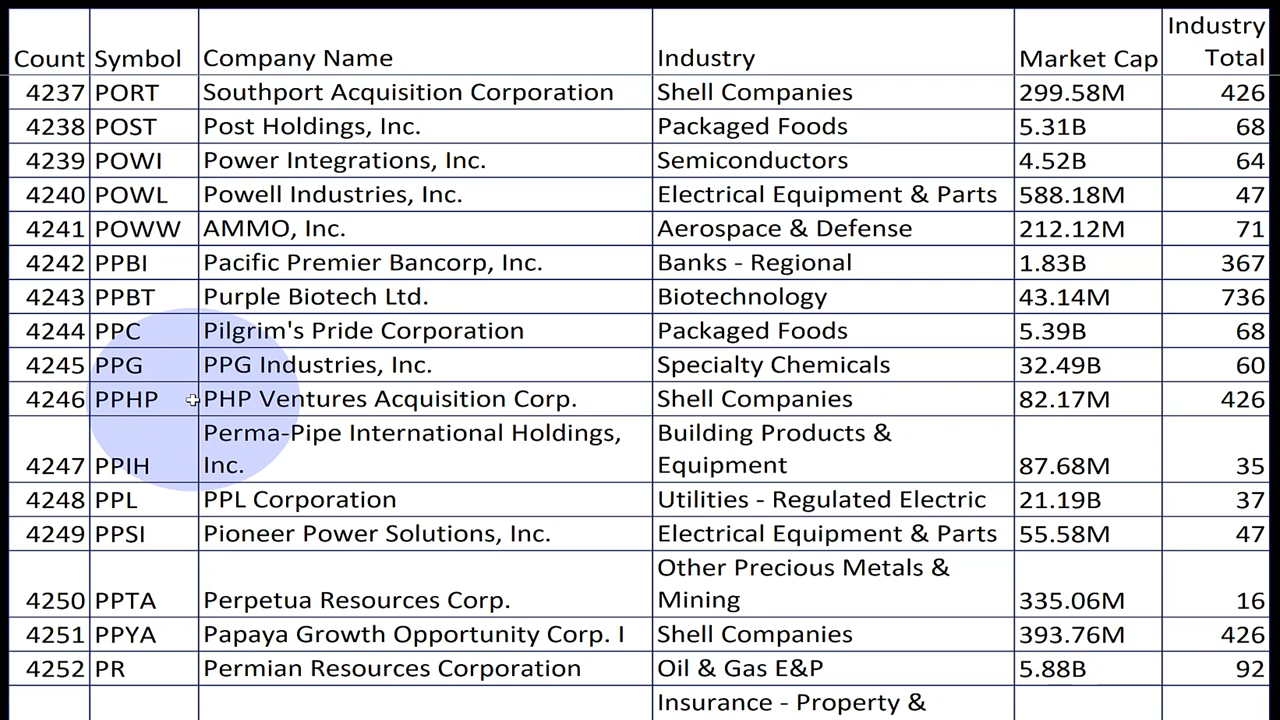 Count Symbol Company Name Industry Market Cap Industry Total
4237 PORT Southport Acquisition Corporation Shell Companies 299.58M 426
4238 POST Post Holdings, Inc. Packaged Foods 5.31B 68
4239 POWI Power Integrations, Inc. Semiconductors 4.52B 64
4240 POWL Powell Industries, Inc. Electrical Equipment & Parts 588.18M 47
4241 POWW AMMO, Inc. Aerospace & Defense 212.12M 71
4242 PPBI Pacific Premier Bancorp, Inc. Banks - Regional 1.83B 367
4243 PPBT Purple Biotech Ltd. Biotechnology 43.14M 736
4244 PPC Pilgrim's Pride Corporation Packaged Foods 5.39B 68
4245 PPG PPG Industries, Inc. Specialty Chemicals 32.49B 60
4246 PPHP PHP Ventures Acquisition Corp. Shell Companies 82.17M 426
Perma-Pipe International Holdings, Building Products &
4247 PPIH Inc. Equipment 87.68M 35
4248 PPL PPL Corporation Utilities - Regulated Electric 21.19B 37
4249 PPSI Pioneer Power Solutions, Inc. Electrical Equipment & Parts 55.58M 47
Other Precious Metals &
4250 PPTA Perpetua Resources Corp. Mining 335.06M 16
4251 PPYA Papaya Growth Opportunity Corp. I Shell Companies 393.76M 426
4252 PR Permian Resources Corporation Oil & Gas E&P 5.88B 92
Insurance - Property &